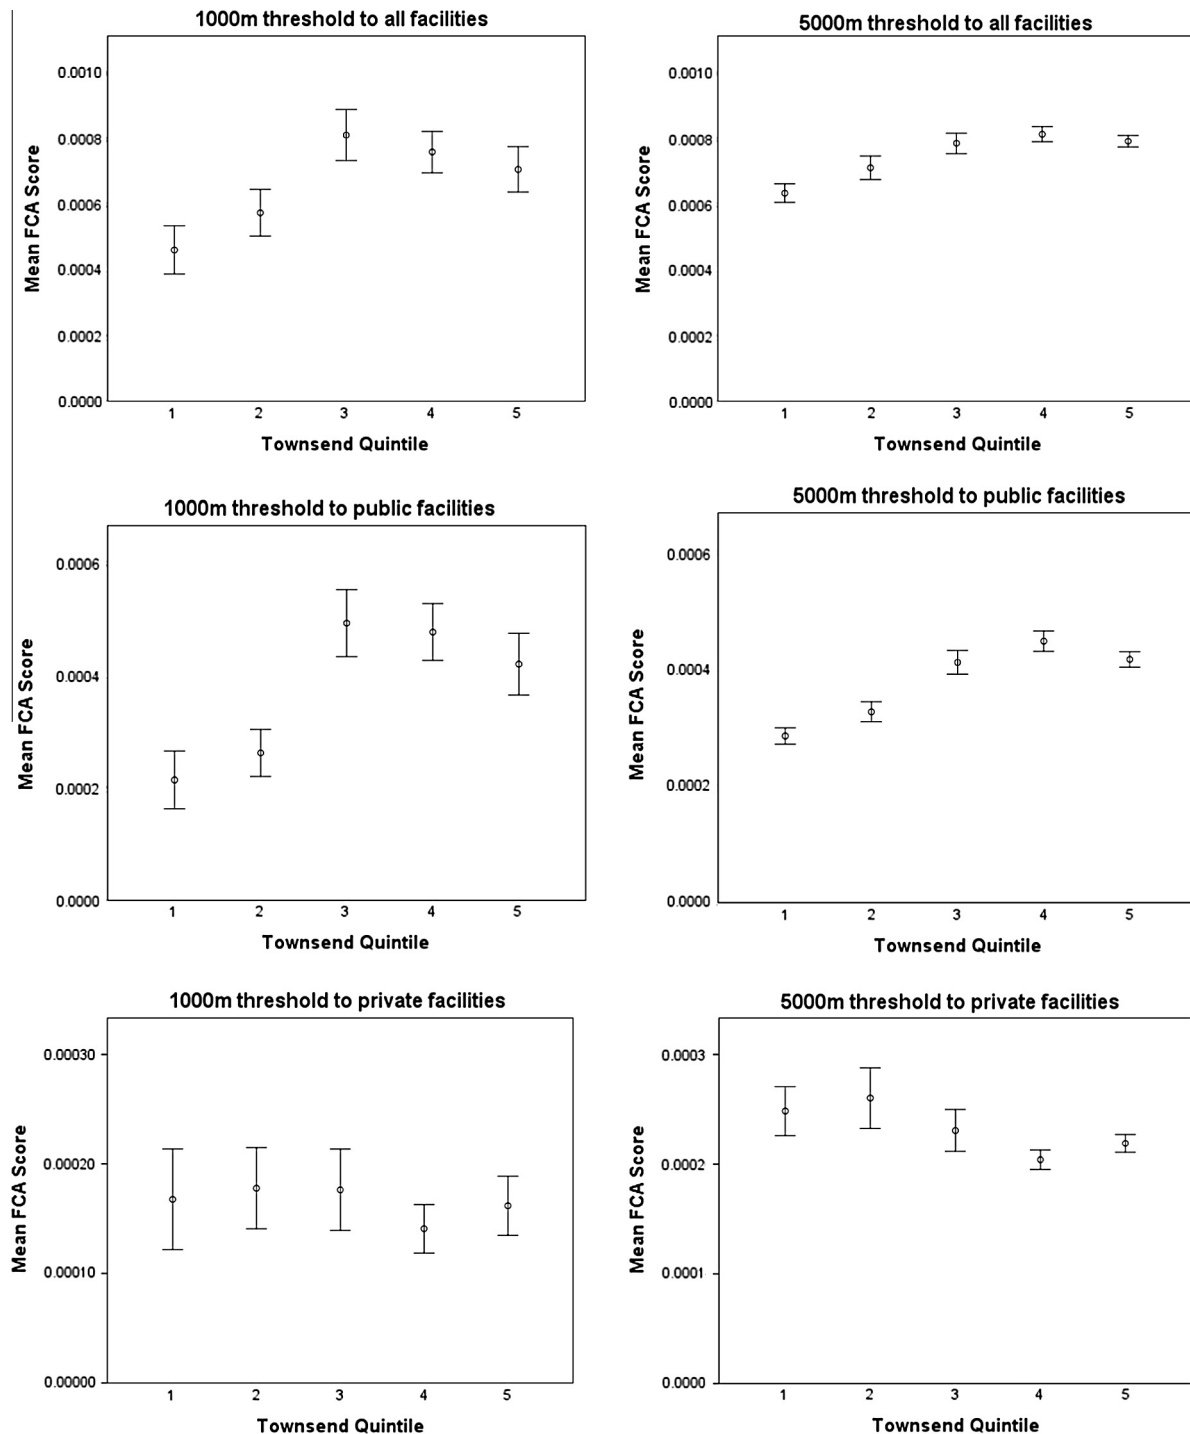 1000m threshold to all facilities
0.0010
0.0008
0.0006
0.0004
0.0002
0.0000
Mean FCA Score
1 2 3 4 5
Townsend Quintile
5000m threshold to all facilities
0.0010
0.0008
0.0006
0.0004
0.0002
0.0000
Mean FCA Score
1 2 3 4 5
Townsend Quintile
1000m threshold to public facilities
0.0006
0.0004
0.0002
0.0000
Mean FCA Score
1 2 3 4 5
Townsend Quintile
5000m threshold to public facilities
0.0006
0.0004
0.0002
0.0000
Mean FCA Score
1 2 3 4 5
Townsend Quintile
1000m threshold to private facilities
0.00030
0.00020
0.00010
0.00000
Mean FCA Score
1 2 3 4 5
Townsend Quintile
5000m threshold to private facilities
0.0003
0.0002
0.0001
0.0000
Mean FCA Score
1 2 3 4 5
Townsend Quintile